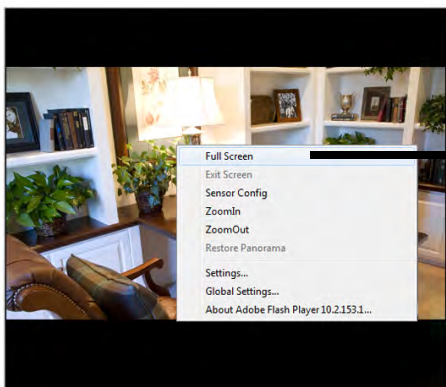 Full Screen
Exit Screen
Sensor Config
ZoomIn
ZoomOut
Restore Panorama
Settings...
Global Settings...
About Adobe Flash Player 10.2.153.1...